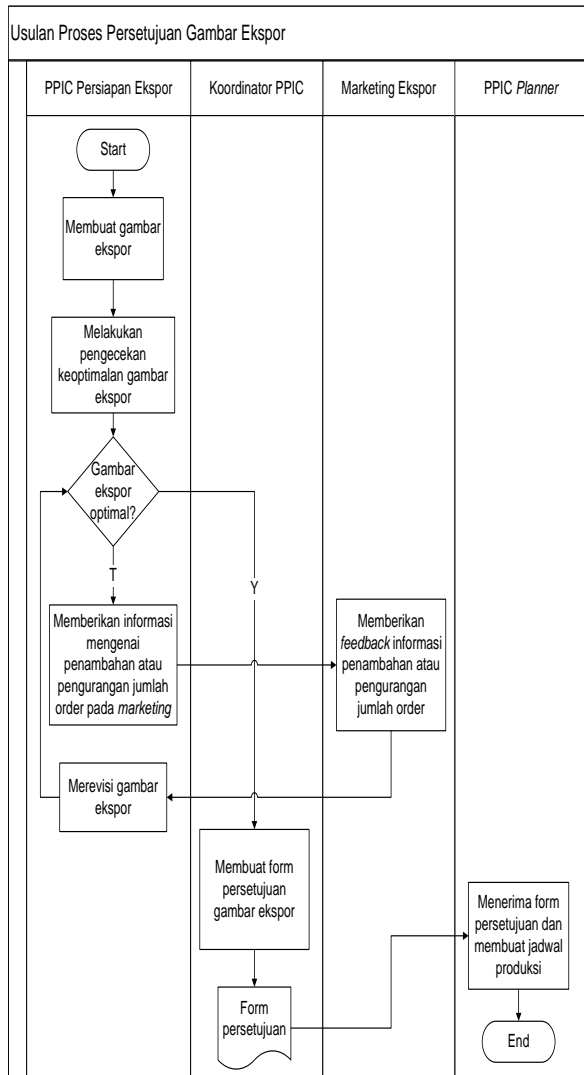 Usulan Proses Persetujuan Gambar Ekspor
PPIC Persiapan Ekspor
Koordinator PPIC
Marketing Ekspor
PPIC Planner
Start
Membuat gambar
ekspor
Melakukan
pengecekan
keoptimalan gambar
ekspor
Gambar
ekspor
optimal?
T
Y
Memberikan informasi
mengenai
penambahan atau
pengurangan jumlah
order pada marketing
Memberikan
feedback informasi
penambahan atau
pengurangan
jumlah order
Merevisi gambar
ekspor
Membuat form
persetujuan
gambar ekspor
Form
persetujuan
Menerima form
persetujuan dan
membuat jadwal
produksi
End